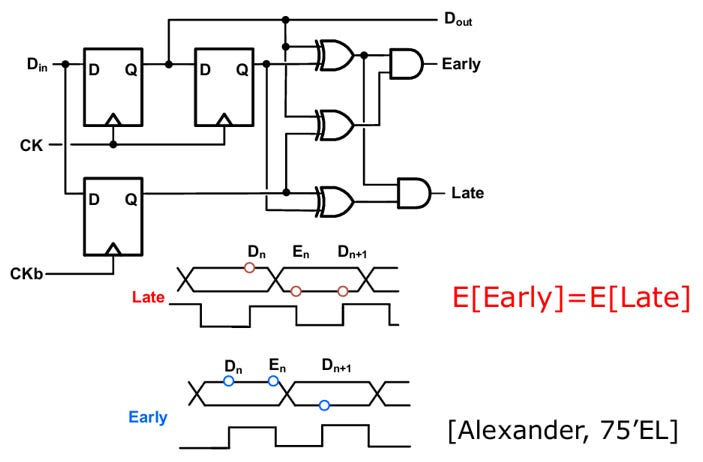 Dout
Din
D Q
D Q
Early
CK
D Q
Late
CKb
Dn En Dn+1
Late
E[Early]=E[Late]
Dn En Dn+1
Early
[Alexander, 75’EL]